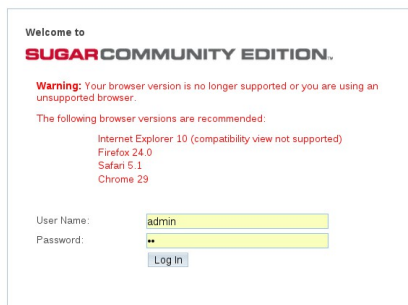 Welcome to
SUGARCOMMUNITY EDITION.
Warning: Your browser version is no longer supported or you are using an
unsupported browser.
The following browser versions are recommended:
Internet Explorer 10 (compatibility view not supported)
Firefox 24.0
Safari 5.1
Chrome 29
User Name:
admin
Password:
••
Log In